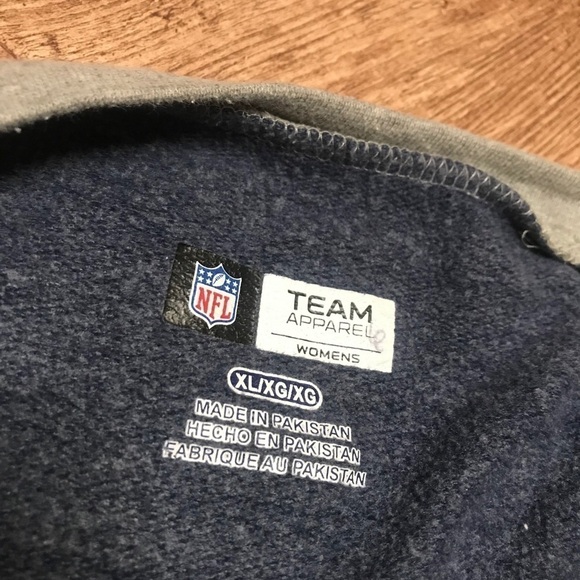 NFL
TEAM
APPAREL
WOMENS
XL/XG/XG
MADE IN PAKISTAN
HECHO EN PAKISTAN
FABRIQUE AU PAKISTAN